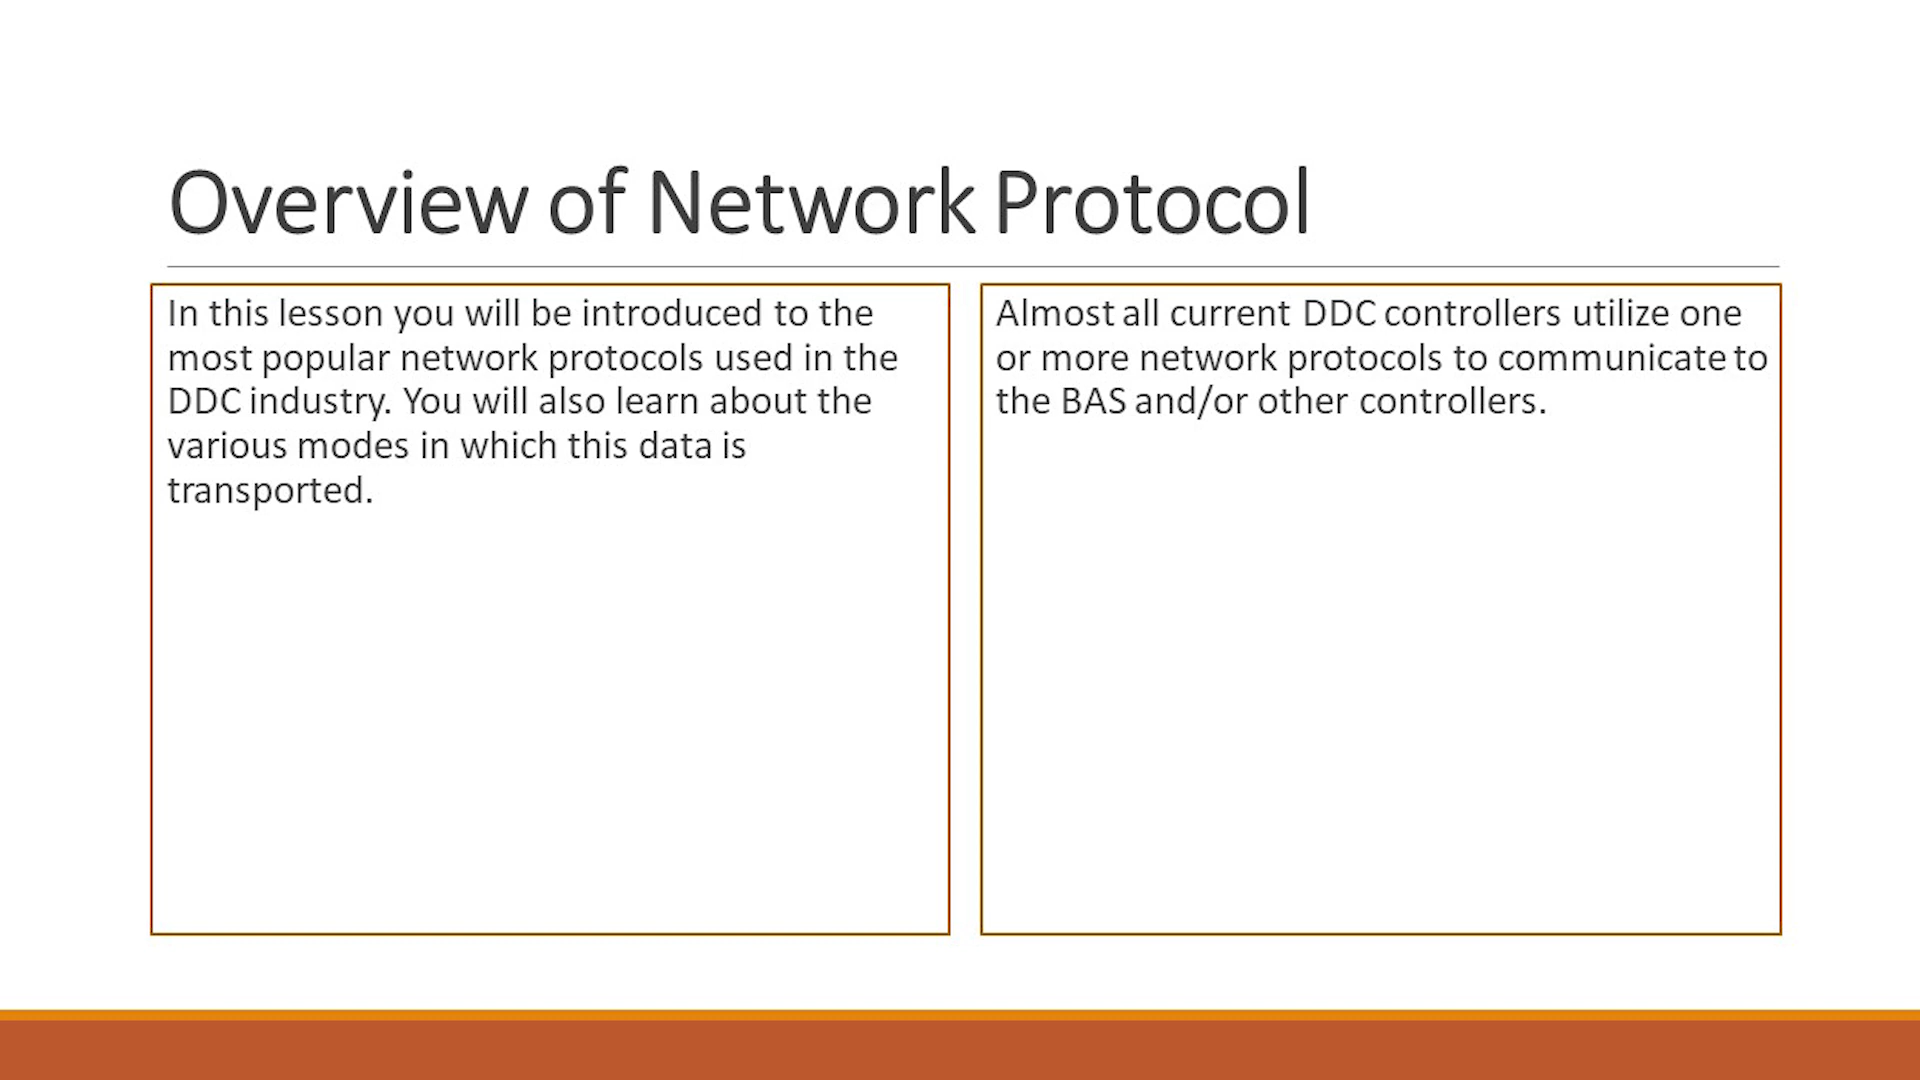 Overview of Network Protocol
In this lesson you will be introduced to the
most popular network protocols used in the
DDC industry. You will also learn about the
various modes in which this data is
transported.
Almost all current DDC controllers utilize one
or more network protocols to communicate to
the BAS and/or other controllers.